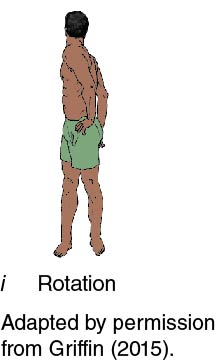 i Rotation
Adapted by permission
from Griffin (2015).